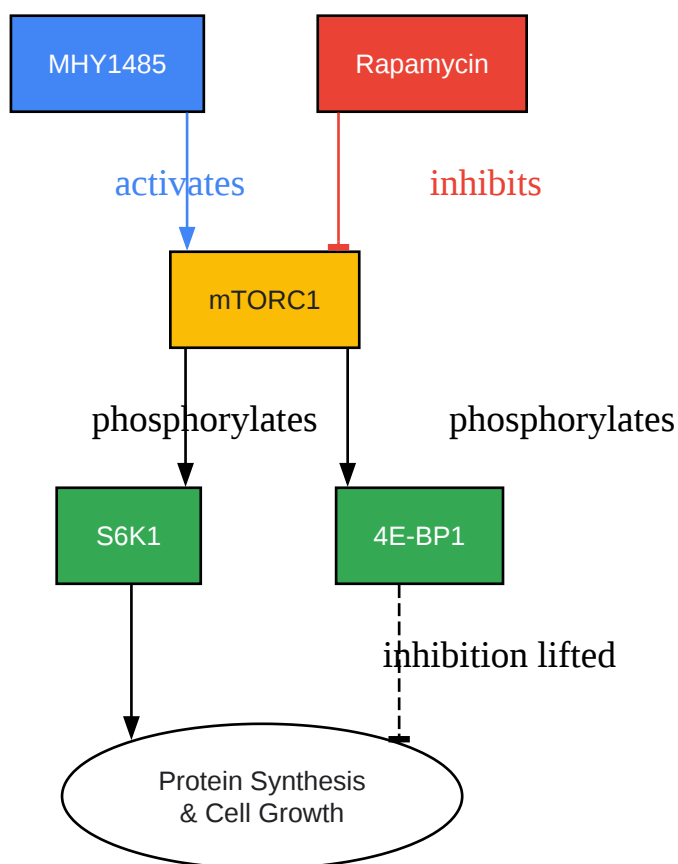 MHY1485
Rapamycin
activates
inhibits
mTORC1
phosphorylates
phosphorylates
S6K1
4E-BP1
inhibition lifted
Protein Synthesis
& Cell Growth